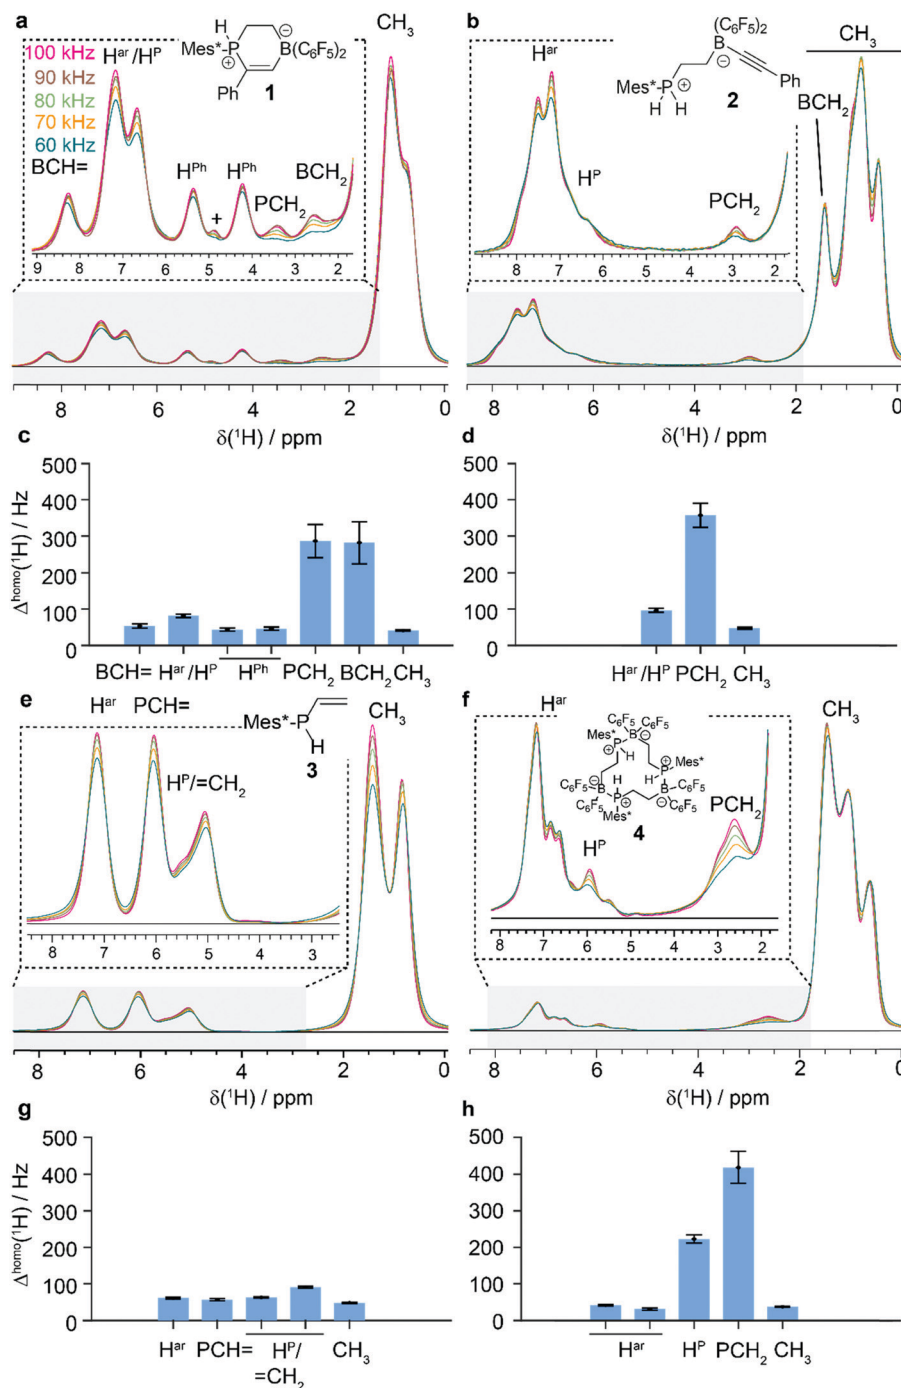 a
H
Mes*-P
⊕
⊖
B(C6F5)2
Ph
1
CH3
100 kHz
90 kHz
80 kHz
70 kHz
60 kHz
Har/HP
BCH=
HPh
+
HPh
PCH2
BCH2
9 8 7 6 5 4 3 2
8 6 4 2 0
δ(1H) / ppm
b
(C6F5)2
B
⊖
Ph
Mes*-P
⊕
H H
2
CH3
BCH2
Har
HP
PCH2
8 7 6 5 4 3 2
8 6 4 2 0
δ(1H) / ppm
c
500
400
300
200
100
0
Δhomo(1H) / Hz
BCH= Har/HP HPh PCH2 BCH2 CH3
d
500
400
300
200
100
0
Har/HP PCH2 CH3
e
Har PCH=
Mes*-P
H
3
CH3
HP/=CH2
8 7 6 5 4 3
8 6 4 2 0
δ(1H) / ppm
f
Har
C6F5 C6F5
Mes* B ⊖
⊕ P H
C6F5 ⊖ H H P Mes*
B P B C6F5
C6F5 C6F5
Mes* ⊕ ⊖ C6F5
4
CH3
HP
PCH2
8 7 6 5 4 3 2
8 6 4 2 0
δ(1H) / ppm
g
500
400
300
200
100
0
Δhomo(1H) / Hz
Har PCH= HP/ CH3
=CH2
h
500
400
300
200
100
0
Har HP PCH2 CH3